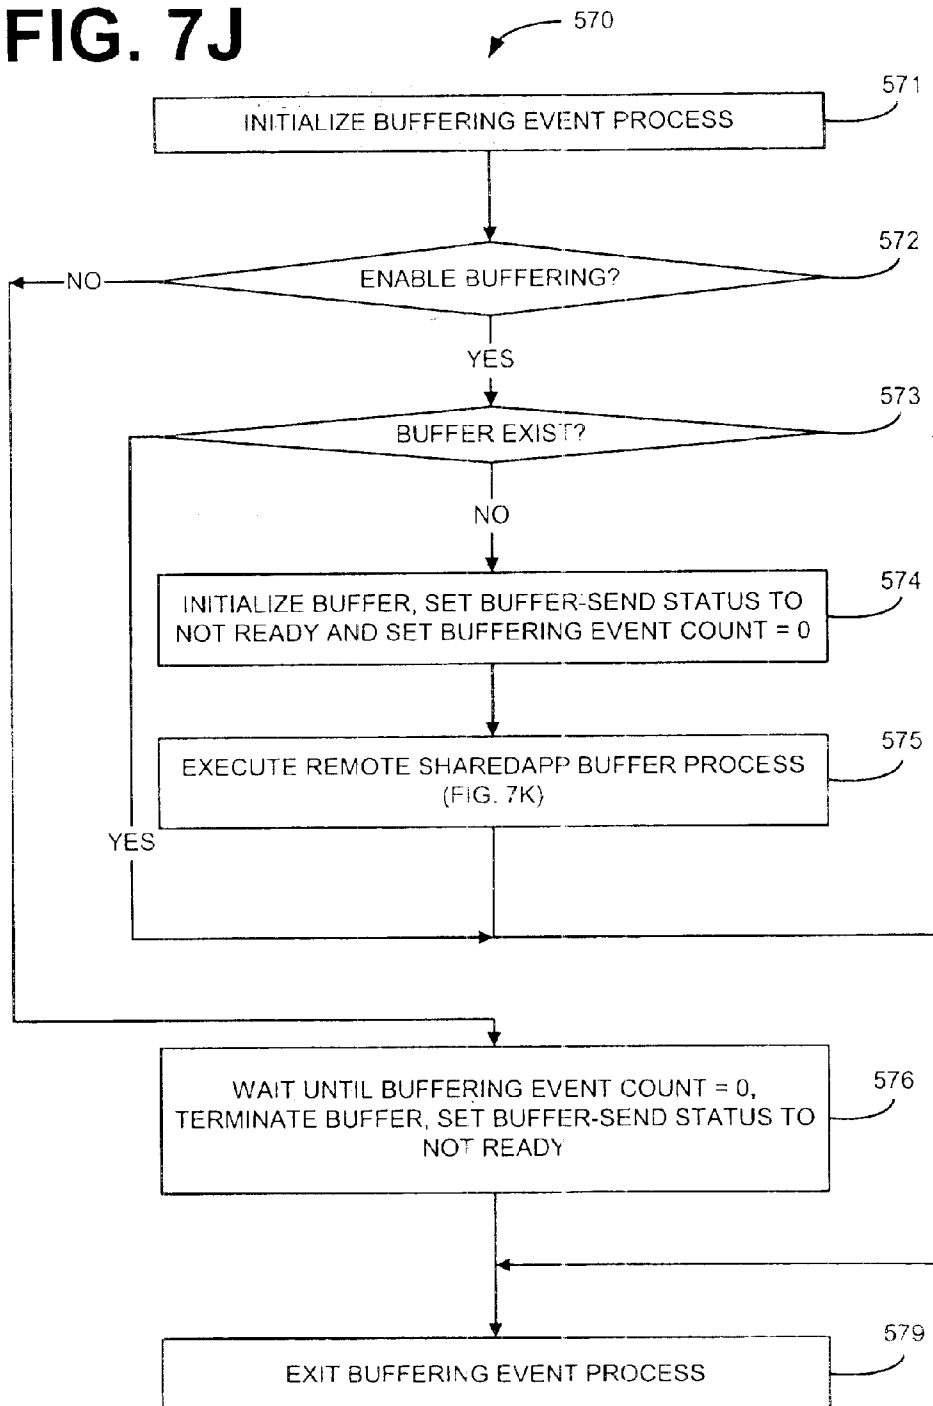 FIG. 7J
570
571
INITIALIZE BUFFERING EVENT PROCESS
572
ENABLE BUFFERING?
NO
YES
573
BUFFER EXIST?
NO
574
INITIALIZE BUFFER, SET BUFFER-SEND STATUS TO
NOT READY AND SET BUFFERING EVENT COUNT = 0
575
EXECUTE REMOTE SHAREDAPP BUFFER PROCESS
(FIG. 7K)
YES
576
WAIT UNTIL BUFFERING EVENT COUNT = 0,
TERMINATE BUFFER, SET BUFFER-SEND STATUS TO
NOT READY
579
EXIT BUFFERING EVENT PROCESS